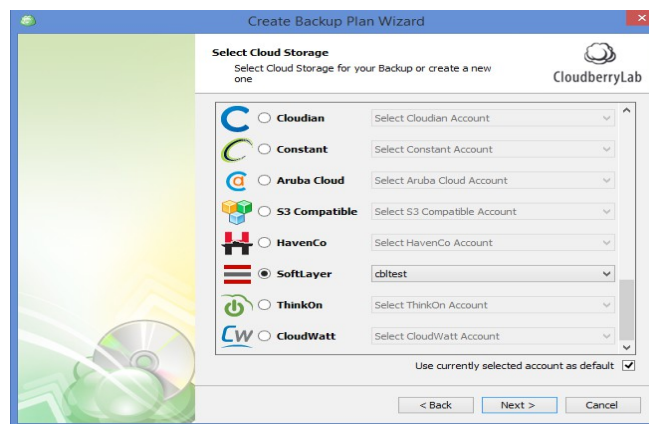 Create Backup Plan Wizard
Select Cloud Storage
Select Cloud Storage for your Backup or create a new
one
CloudberryLab
Cloudian Select Cloudian Account
Constant Select Constant Account
Aruba Cloud Select Aruba Cloud Account
S3 Compatible Select S3 Compatible Account
HavenCo Select HavenCo Account
SoftLayer cbltest
ThinkOn Select ThinkOn Account
CW CloudWatt Select CloudWatt Account
Use currently selected account as default
< Back Next > Cancel